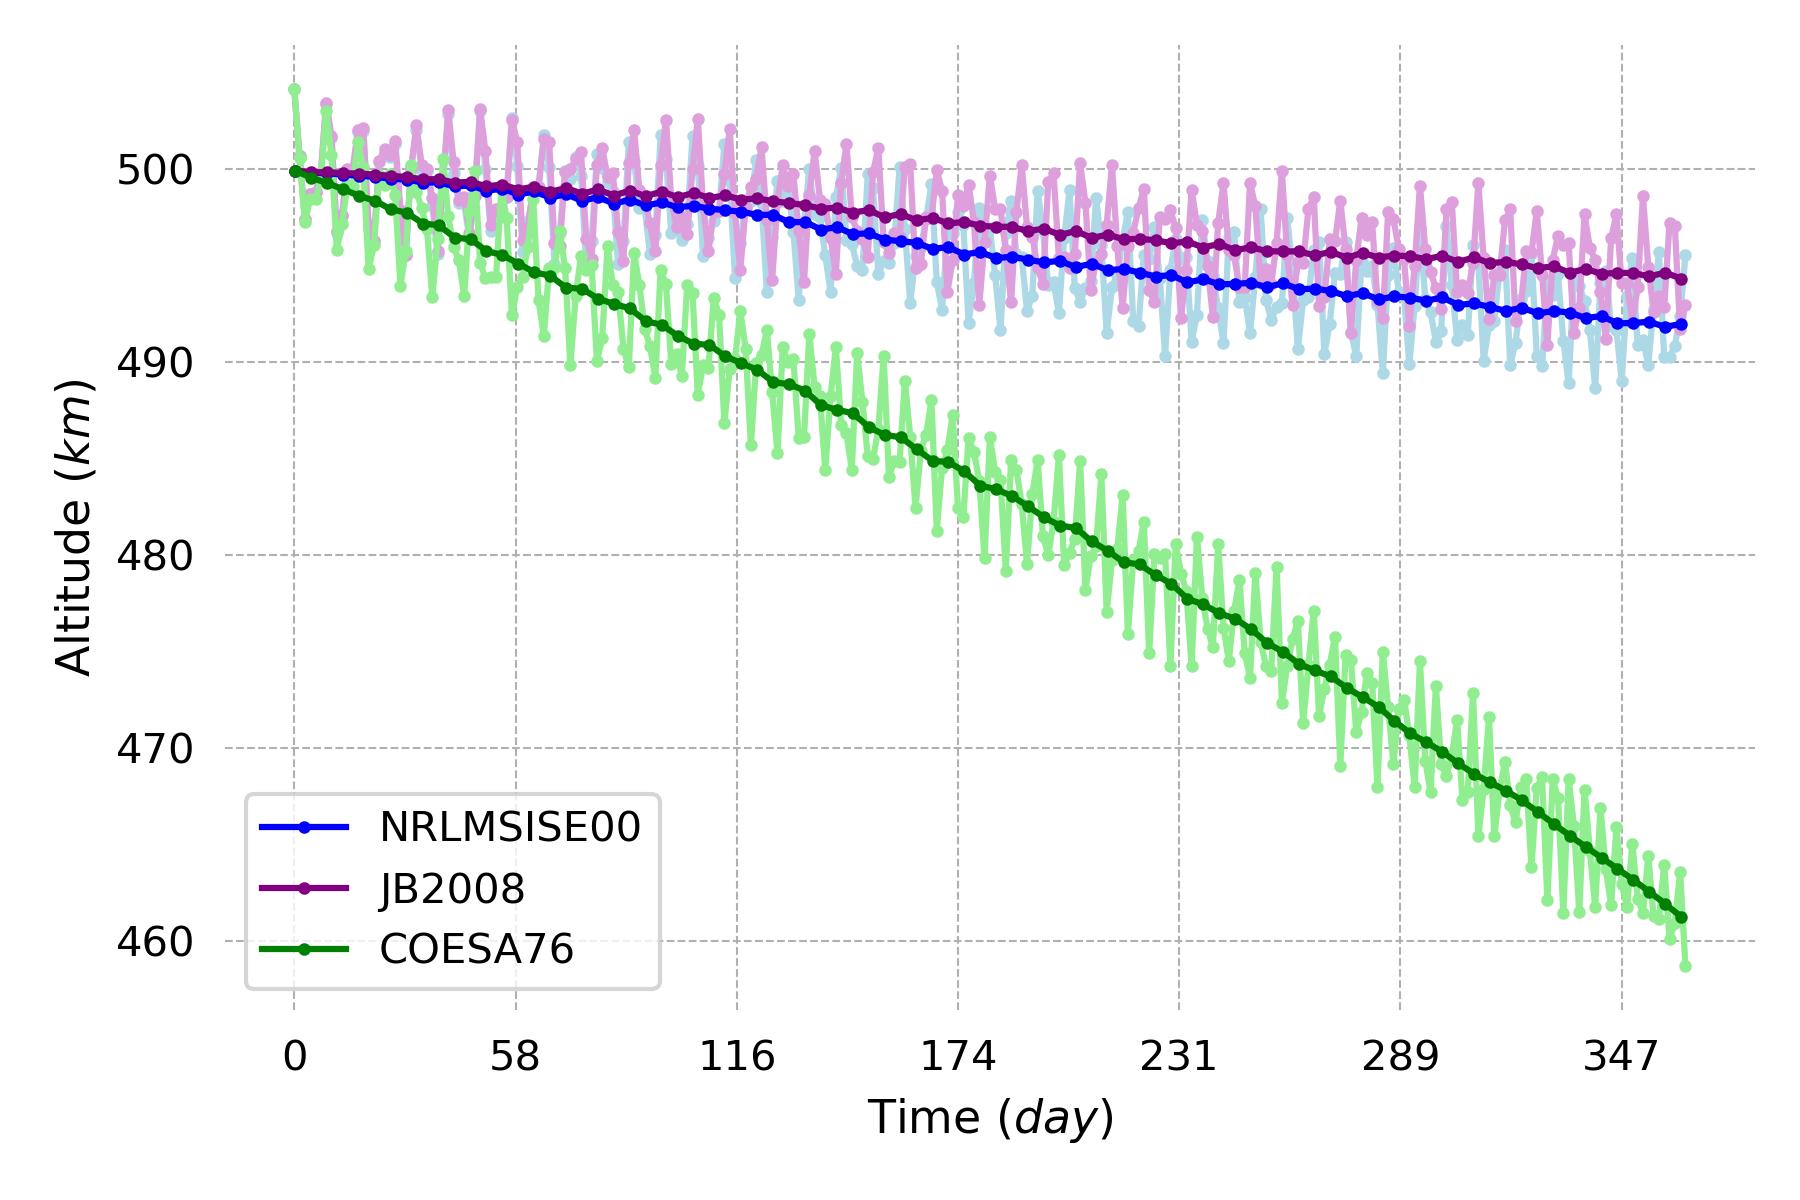 Altitude (km)
500
490
480
470
460
NRLMSISE00
JB2008
COESA76
0 58 116 174 231 289 347
Time (day)